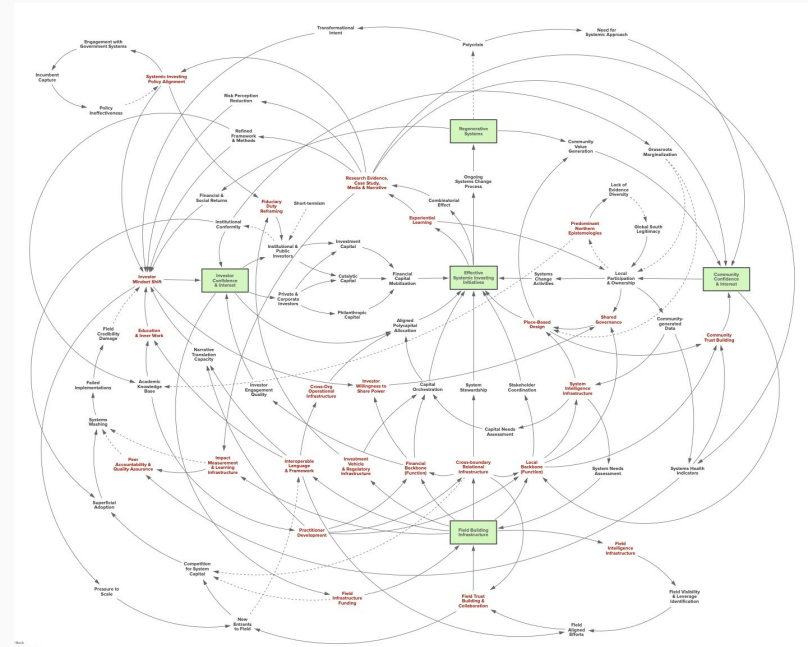 Transformational
Intent
Need for
Systemic Approach
Engagement with
Government Systems
Polycrisis
Incumbent
Capture
Systemic Investing
Policy Alignment
Policy
Ineffectiveness
Risk Perception
Reduction
Refined
Framework
& Methods
Regenerative
Systems
Community
Value
Generation
Grassroots
Marginalization
Research Evidence,
Case Study,
Media & Narrative
Ongoing
Systems Change
Process
Lack of
Evidence
Diversity
Financial &
Social Returns
Fiduciary
Duty
Reframing
Short-termism
Combinatorial
Effect
Experiential
Learning
Predominant
Northern
Epistemologies
Global South
Legitimacy
Institutional
Conformity
Institutional &
Public
Investors
Investment
Capital
Investor
Mindset Shift
Investor
Confidence
& Interest
Catalytic
Capital
Financial
Capital
Mobilization
Effective
Systemic Investing
Initiatives
Systems
Change
Activities
Local
Participation
& Ownership
Community
Confidence
& Interest
Private &
Corporate
Investors
Philanthropic
Capital
Field
Credibility
Damage
Education
& Inner Work
Aligned
Polycapital
Allocation
Place-Based
Design
Shared
Governance
Community-
generated
Data
Community
Trust Building
Narrative
Translation
Capacity
Failed
Implementations
Academic
Knowledge
Base
Investor
Engagement
Quality
Cross-Org
Operational
Infrastructure
Investor
Willingness to
Share Power
Capital
Orchestration
System
Stewardship
Stakeholder
Coordination
System
Intelligence
Infrastructure
Systems
Washing
Capital Needs
Assessment
Peer
Accountability &
Quality Assurance
Impact
Measurement
& Learning
Infrastructure
Interoperable
Language
& Framework
Investment
Vehicle
& Regulatory
Infrastructure
Financial
Backbone
(Function)
Cross-boundary
Relational
Infrastructure
Local
Backbone
(Function)
System Needs
Assessment
Systems Health
Indicators
Superficial
Adoption
Practitioner
Development
Field Building
Infrastructure
Field
Intelligence
Infrastructure
Competition
for System
Capital
Pressure to
Scale
Field
Infrastructure
Funding
Field Trust
Building &
Collaboration
Field Visibility
& Leverage
Identification
New
Entrants
to Field
Field
Aligned
Efforts